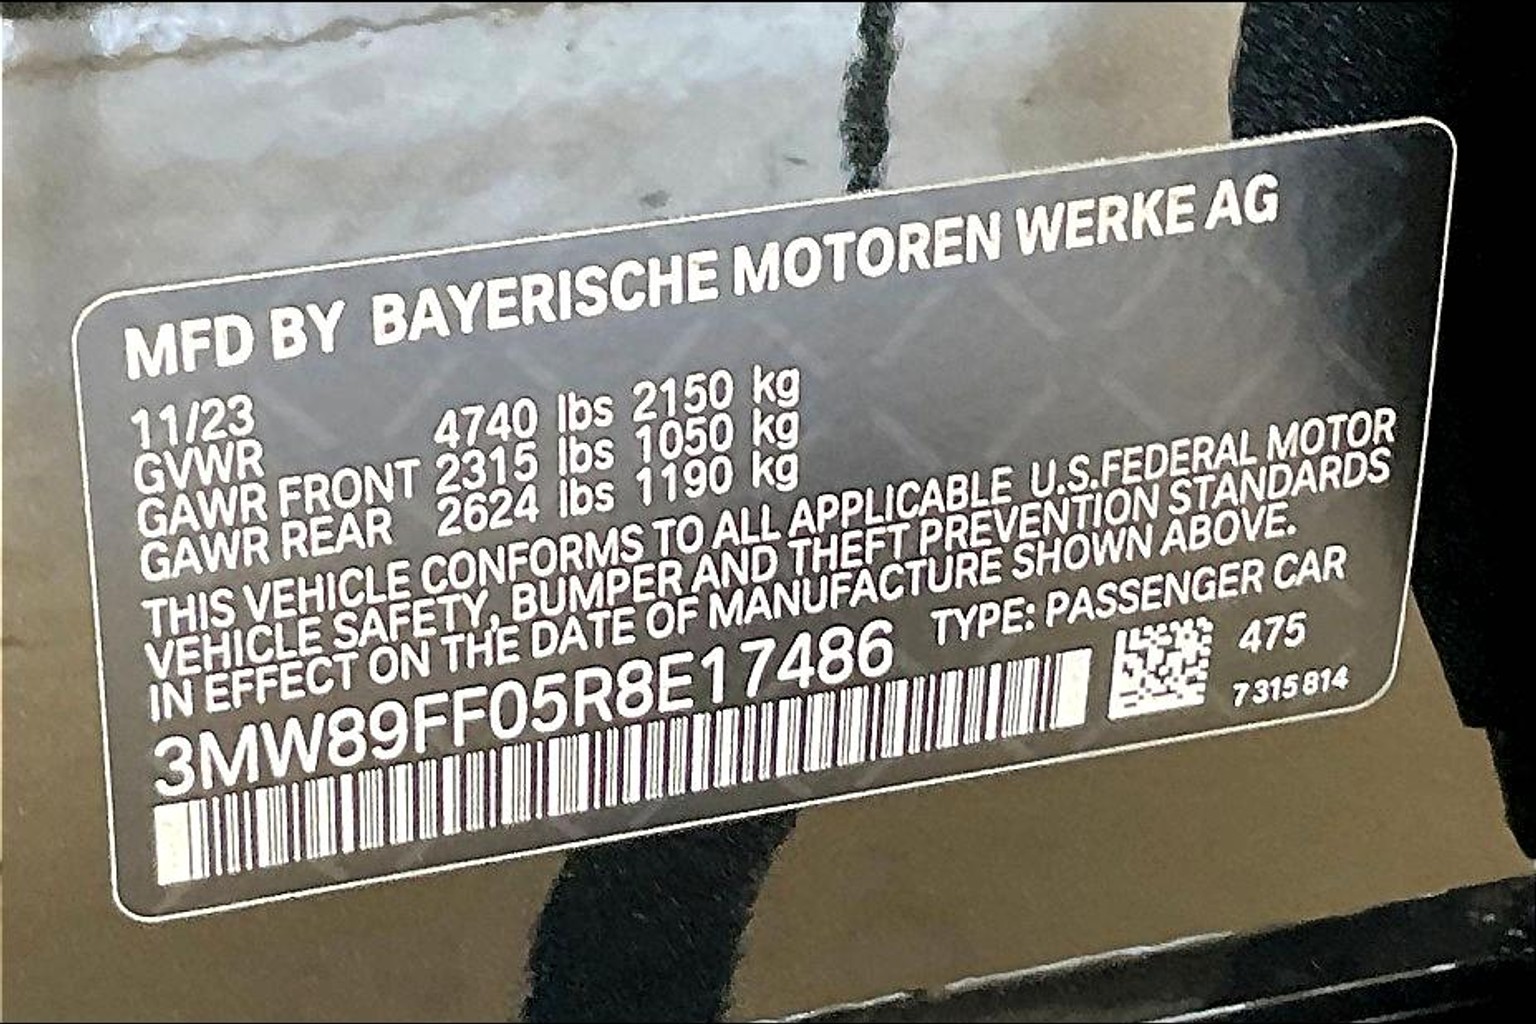 MFD BY BAYERISCHE MOTOREN WERKE AG
11/23
GVWR 4740 lbs 2150 kg
GAWR FRONT 2315 lbs 1050 kg
GAWR REAR 2624 lbs 1190 kg
THIS VEHICLE CONFORMS TO ALL APPLICABLE U.S.FEDERAL MOTOR
VEHICLE SAFETY, BUMPER AND THEFT PREVENTION STANDARDS
IN EFFECT ON THE DATE OF MANUFACTURE SHOWN ABOVE.
3MW89FF05R8E17486 TYPE: PASSENGER CAR
475
7 315 814